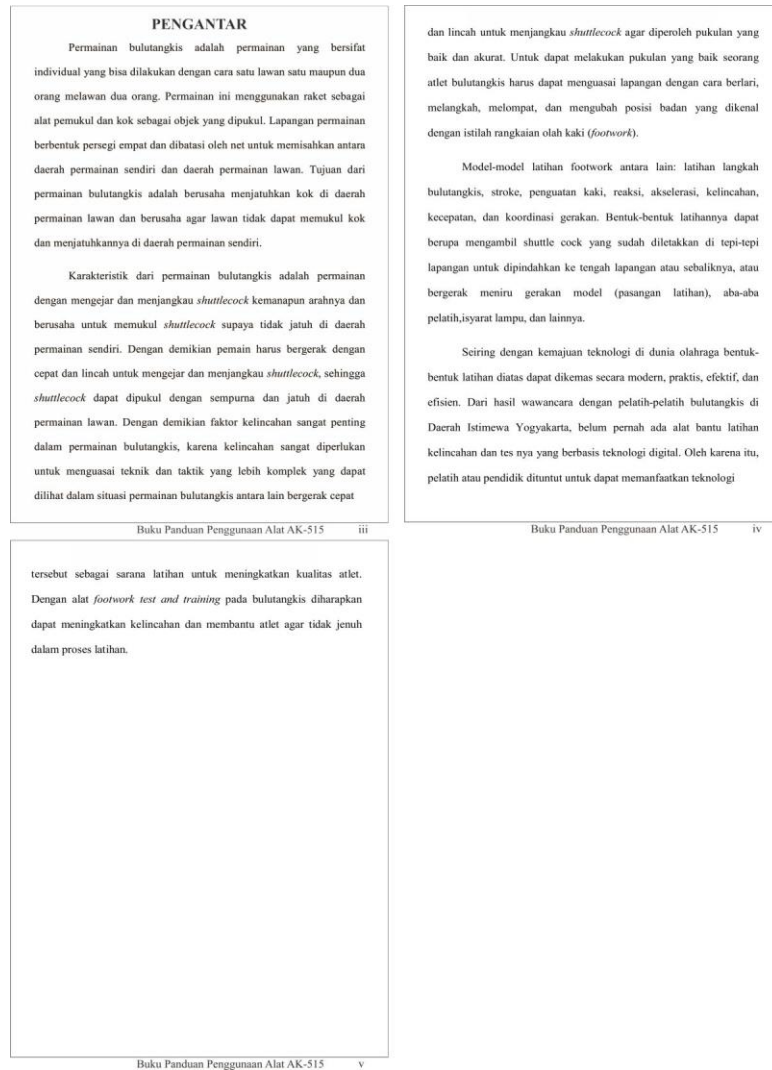 PENGANTAR
Permainan bulutangkis adalah permainan yang bersifat
individual yang bisa dilakukan dengan cara satu lawan satu maupun dua
orang melawan dua orang. Permainan ini menggunakan raket sebagai
alat pemukul dan kok sebagai objek yang dipukul. Lapangan permainan
berbentuk persegi empat dan dibatasi oleh net untuk memisahkan antara
daerah permainan sendiri dan daerah permainan lawan. Tujuan dari
permainan bulutangkis adalah berusaha menjatuhkan kok di daerah
permainan lawan dan berusaha agar lawan tidak dapat memukul kok
dan menjatuhkannya di daerah permainan sendiri.
Karakteristik dari permainan bulutangkis adalah permainan
dengan mengejar dan menjangkau shuttlecock kemanapun arahnya dan
berusaha untuk memukul shuttlecock supaya tidak jatuh di daerah
permainan sendiri. Dengan demikian pemain harus bergerak dengan
cepat dan lincah untuk mengejar dan menjangkau shuttlecock, sehingga
shuttlecock dapat dipukul dengan sempurna dan jatuh di daerah
permainan lawan. Dengan demikian faktor kelincahan sangat penting
dalam permainan bulutangkis, karena kelincahan sangat diperlukan
untuk menguasai teknik dan taktik yang lebih komplek yang dapat
dilihat dalam situasi permainan bulutangkis antara lain bergerak cepat
Buku Panduan Penggunaan Alat AK-515 iii
dan lincah untuk menjangkau shuttlecock agar diperoleh pukulan yang
baik dan akurat. Untuk dapat melakukan pukulan yang baik seorang
atlet bulutangkis harus dapat menguasai lapangan dengan cara berlari,
melangkah, melompat, dan mengubah posisi badan yang dikenal
dengan istilah rangkaian olah kaki (footwork).
Model-model latihan footwork antara lain: latihan langkah
bulutangkis, stroke, penguatan kaki, reaksi, akselerasi, kelincahan,
kecepatan, dan koordinasi gerakan. Bentuk-bentuk latihannya dapat
berupa mengambil shuttle cock yang sudah diletakkan di tepi-tepi
lapangan untuk dipindahkan ke tengah lapangan atau sebaliknya, atau
bergerak meniru gerakan model (pasangan latihan), aba-aba
pelatih,isyarat lampu, dan lainnya.
Seiring dengan kemajuan teknologi di dunia olahraga bentuk-
bentuk latihan diatas dapat dikemas secara modern, praktis, efektif, dan
efisien. Dari hasil wawancara dengan pelatih-pelatih bulutangkis di
Daerah Istimewa Yogyakarta, belum pernah ada alat bantu latihan
kelincahan dan tes nya yang berbasis teknologi digital. Oleh karena itu,
pelatih atau pendidik dituntut untuk dapat memanfaatkan teknologi
Buku Panduan Penggunaan Alat AK-515 iv
tersebut sebagai sarana latihan untuk meningkatkan kualitas atlet.
Dengan alat footwork test and training pada bulutangkis diharapkan
dapat meningkatkan kelincahan dan membantu atlet agar tidak jenuh
dalam proses latihan.
Buku Panduan Penggunaan Alat AK-515 v